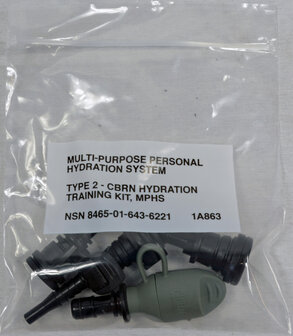 MULTI-PURPOSE PERSONAL
HYDRATION SYSTEM
TYPE 2 - CBRN HYDRATION
TRAINING KIT, MPHS
NSN 8465-01-643-6221 1A863